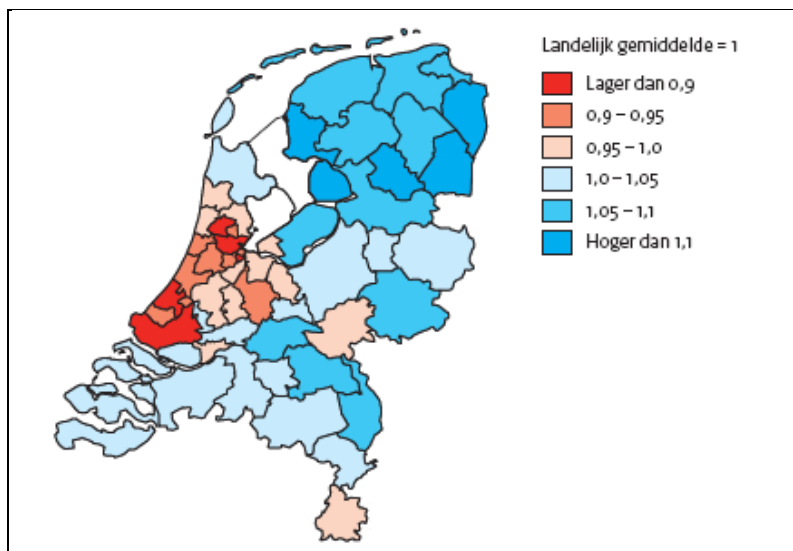 Landelijk gemiddelde = 1
Lager dan 0,9
0,9 – 0,95
0,95 – 1,0
1,0 – 1,05
1,05 – 1,1
Hoger dan 1,1